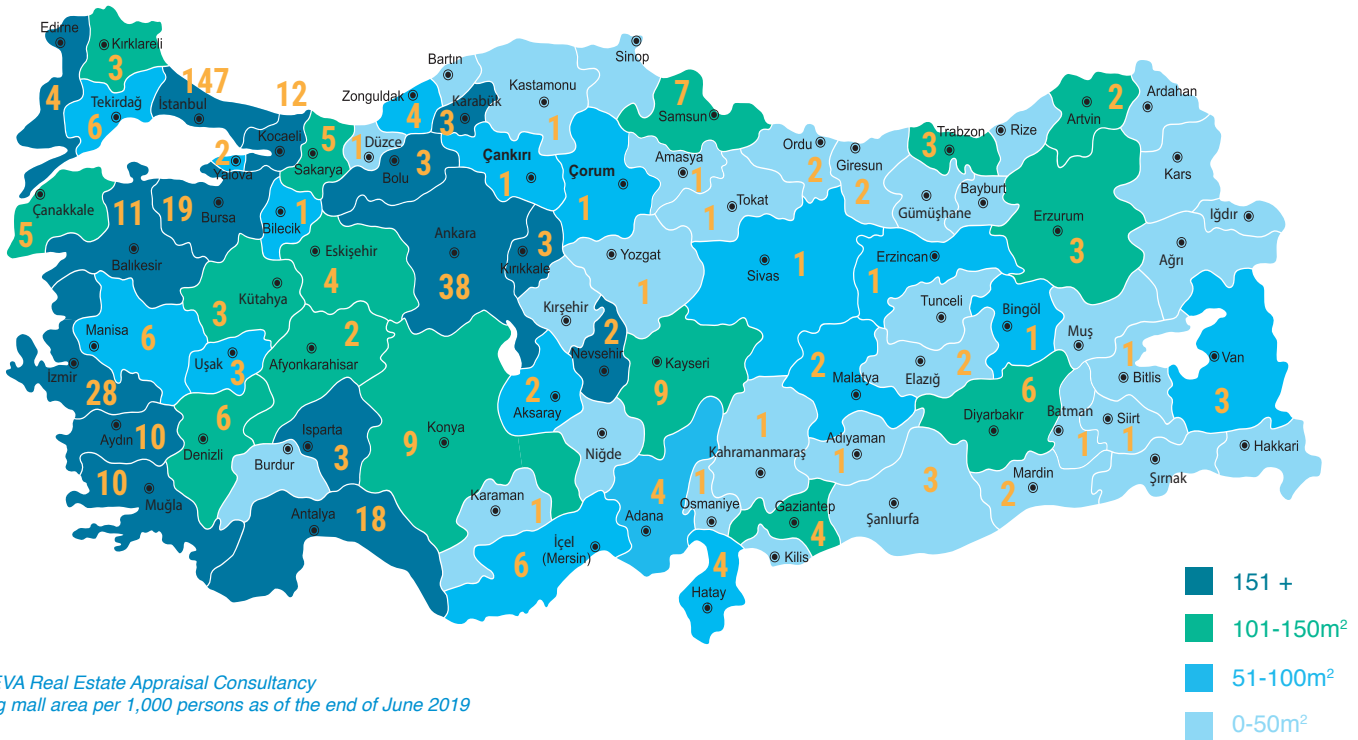 Edirne
Kırklareli
3
4
Tekirdağ
6
147
İstanbul
12
Kocaeli
2
Yalova
5
Sakarya
1
Düzce
Bolu
3
Zonguldak
4
Bartın
Karabük
3
Kastamonu
1
Sinop
7
Samsun
Çankırı
1
Çorum
1
Amasya
1
Tokat
1
Ordu
2
Giresun
2
Trabzon
3
Rize
Artvin
2
Ardahan
Kars
Gümüşhane
Bayburt
Erzurum
3
Iğdır
Ağrı
Çanakkale
5
11
Balıkesir
19
Bursa
1
Bilecik
Eskişehir
4
Kütahya
3
Ankara
38
3
Kırıkkale
Yozgat
1
Kırşehir
Sivas
1
Erzincan
1
Tunceli
Bingöl
1
Muş
1
Bitlis
Van
3
Manisa
6
İzmir
28
Uşak
3
2
Afyonkarahisar
2
Nevsehir
2
Aksaray
Kayseri
9
2
Malatya
Elazığ
2
6
Diyarbakır
Batman
1
Siirt
1
Hakkari
Şırnak
Mardin
2
Aydın
10
10
Muğla
6
Denizli
Burdur
Isparta
3
Antalya
18
9
Konya
Karaman
1
Niğde
İçel
(Mersin)
6
4
Adana
1
Kahramanmaraş
1
Osmaniye
Adıyaman
1
Gaziantep
4
Kilis
3
Şanlıurfa
4
Hatay
151 +
101-150m²
51-100m²
0-50m²
EVA Real Estate Appraisal Consultancy
mall area per 1,000 persons as of the end of June 2019